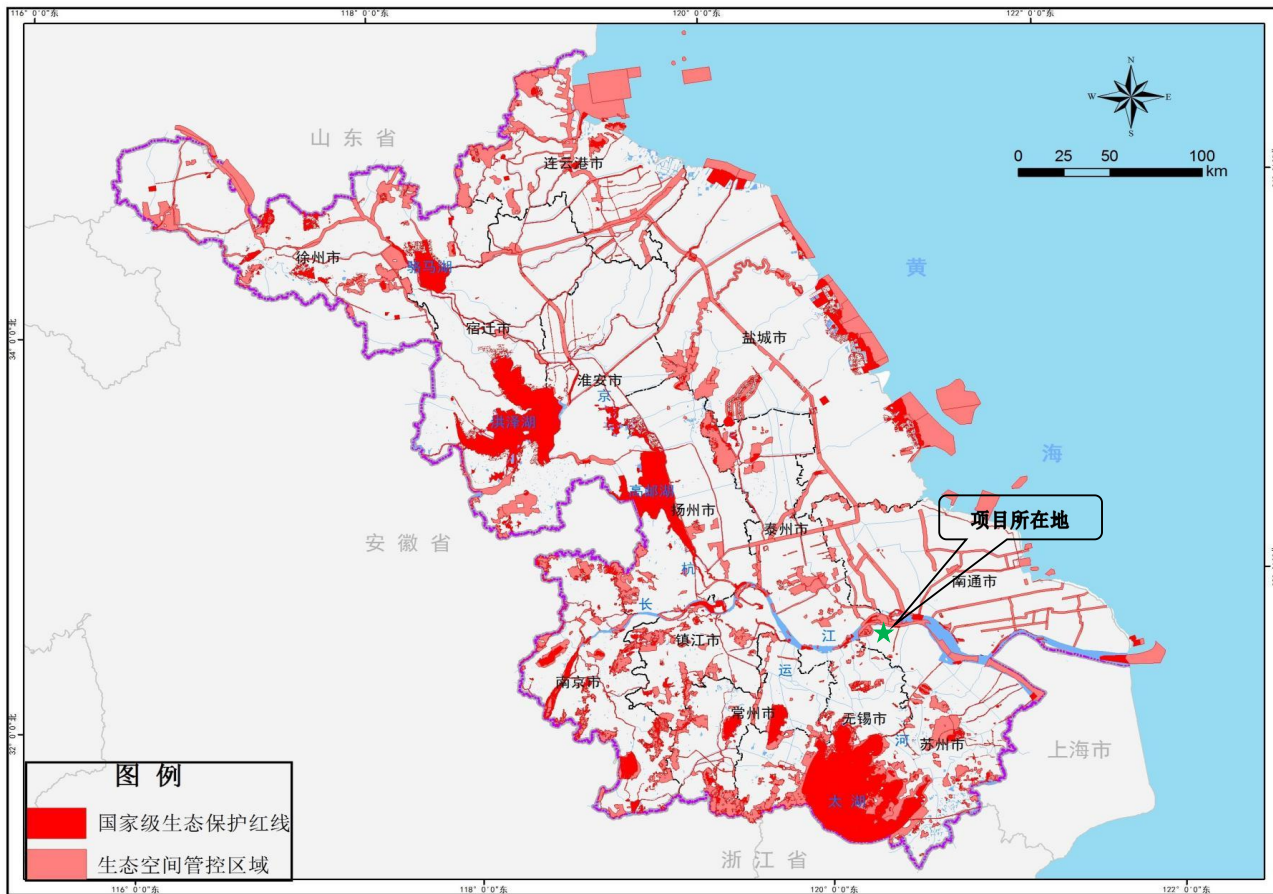 116° 0'0"东
118° 0'0"东
120° 0'0"东
122° 0'0"东
N
W
E
S
山东省
连云港市
0 25 50 100
km
徐州市
骆马湖
黄
宿迁市
盐城市
34° 0'0"北
34° 0'0"北
淮安市
京
洪泽湖
海
高邮湖
扬州市
泰州市
项目所在地
安徽省
杭
南通市
长
镇江市
江
运
南京市
常州市
无锡市
河
苏州市
32° 0'0"北
上海市
太湖
浙江省
图例
国家级生态保护红线
生态空间管控区域
116° 0'0"东
118° 0'0"东
120° 0'0"东
122° 0'0"东